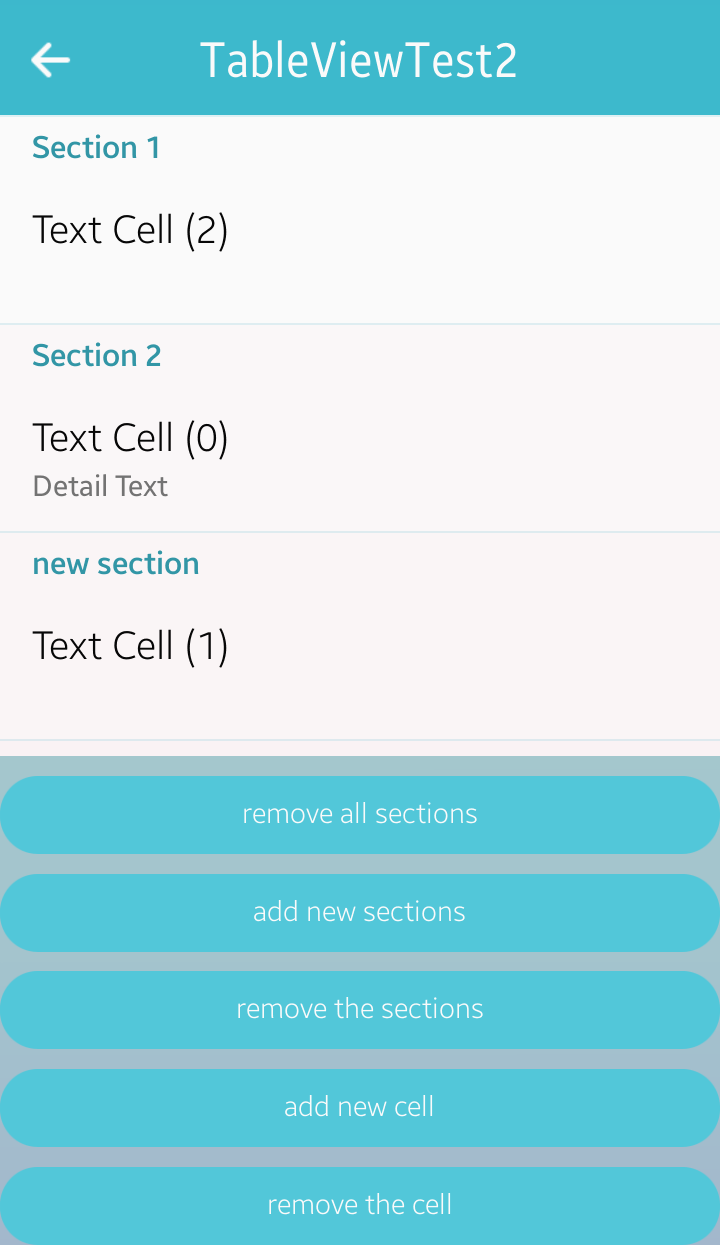 TableViewTest2
Section 1
Text Cell (2)
Section 2
Text Cell (0)
Detail Text
new section
Text Cell (1)
remove all sections
add new sections
remove the sections
add new cell
remove the cell